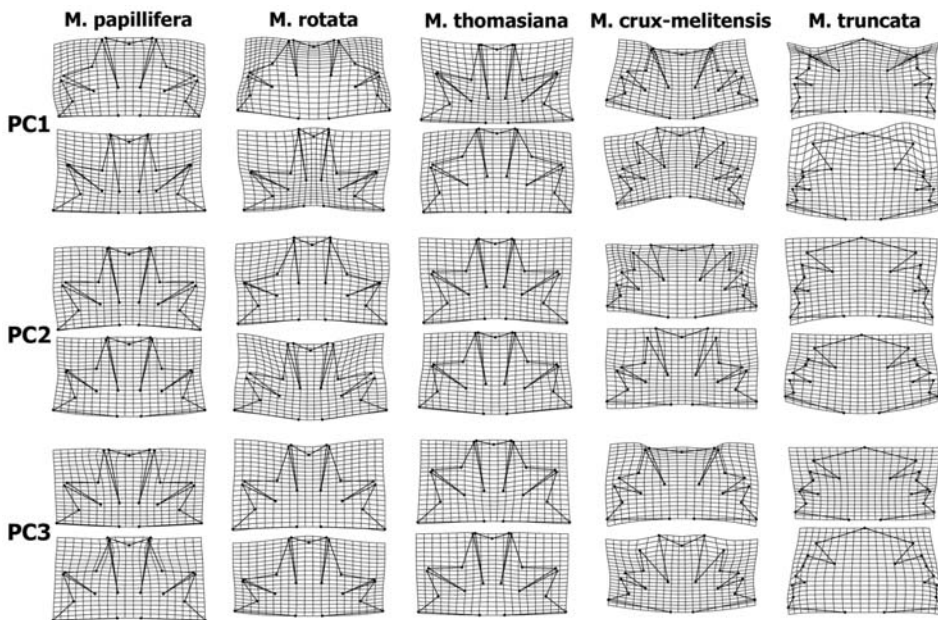 M. papillifera M. rotata M. thomasiana M. crux-melitensis M. truncata
PC1
PC2
PC3